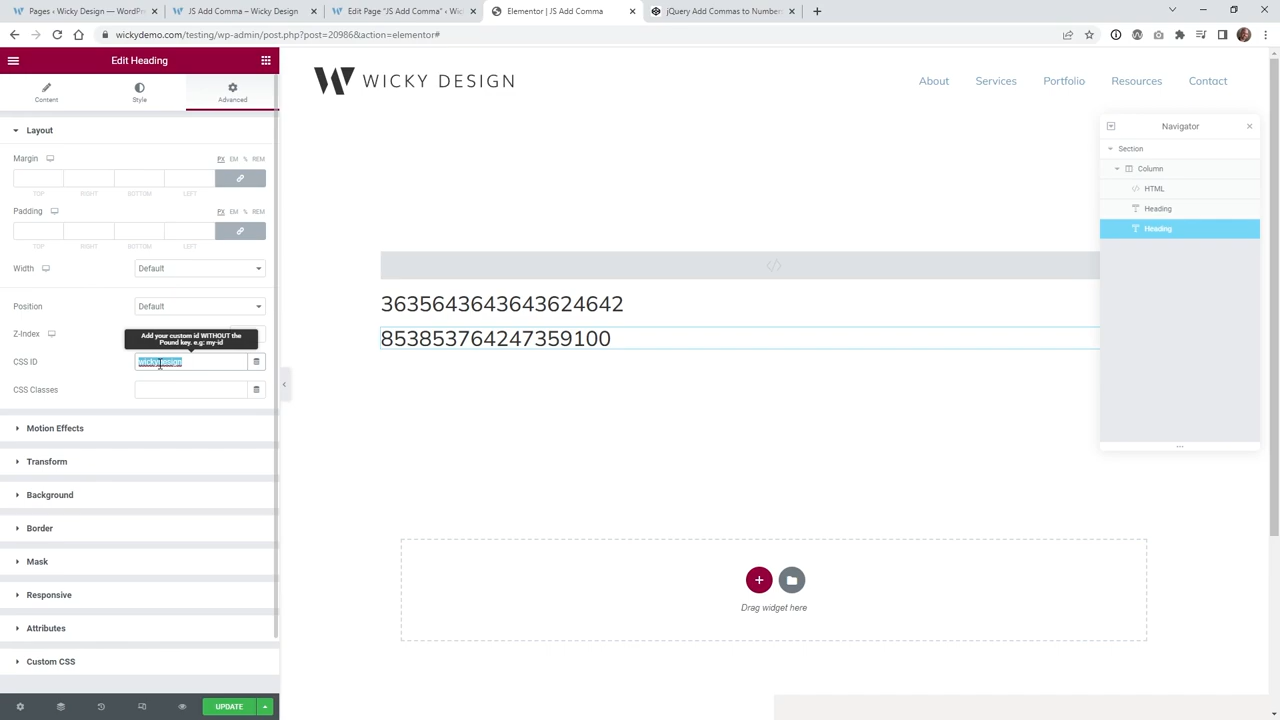 Pages ‹ Wicky Design — WordPr
JS Add Comma - Wicky Design
Edit Page "JS Add Comma" ‹ Wick
Elementor | JS Add Comma
jQuery Add Commas to Numbers
wickydemo.com/testing/wp-admin/post.php?post=20986&action=elementor#
Edit Heading
Content
Style
Advanced
Layout
Margin
PX EM % REM
TOP RIGHT BOTTOM LEFT
Padding
PX EM % REM
TOP RIGHT BOTTOM LEFT
Width
Default
Position
Default
Z-Index
Add your custom id WITHOUT the
Pound key. e.g: my-id
CSS ID
wickydesign
CSS Classes
Motion Effects
Transform
Background
Border
Mask
Responsive
Attributes
Custom CSS
UPDATE
WICKY DESIGN
About
Services
Portfolio
Resources
Contact
3635643643643624642
853853764247359100
Drag widget here
Navigator
Section
Column
HTML
Heading
Heading